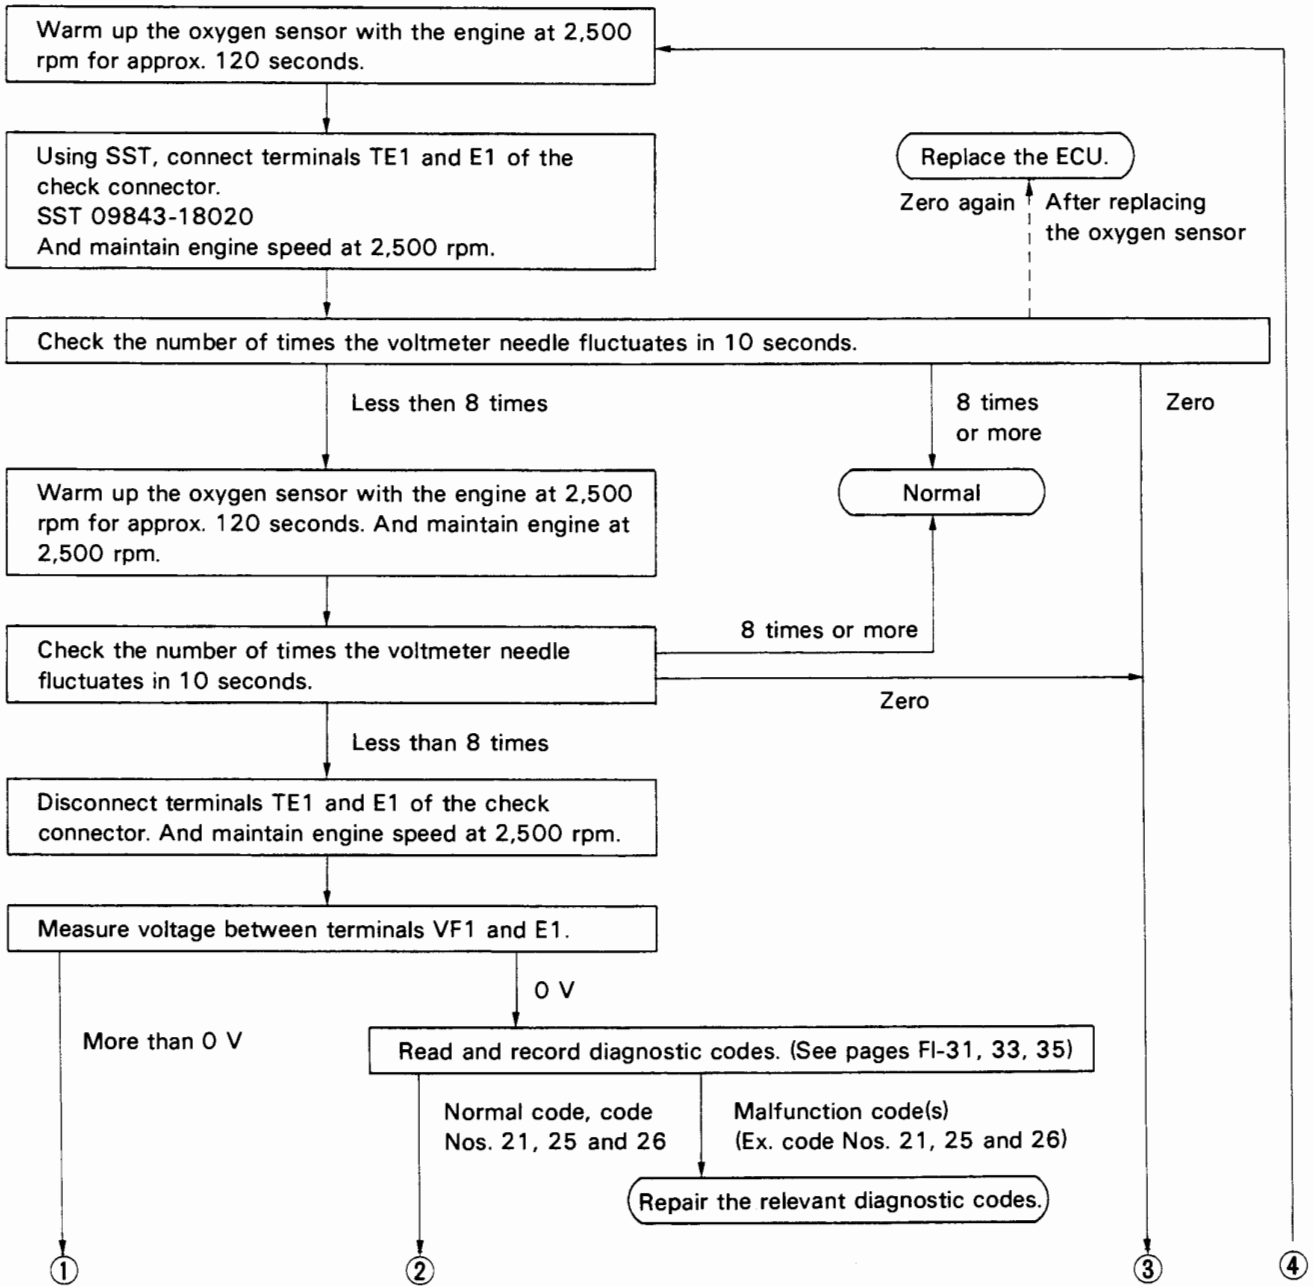 Warm up the oxygen sensor with the engine at 2,500
rpm for approx. 120 seconds.
Using SST, connect terminals TE1 and E1 of the
check connector.
SST 09843-18020
And maintain engine speed at 2,500 rpm.
Replace the ECU.
Zero again
After replacing
the oxygen sensor
Check the number of times the voltmeter needle fluctuates in 10 seconds.
Less then 8 times
8 times
or more
Zero
Warm up the oxygen sensor with the engine at 2,500
rpm for approx. 120 seconds. And maintain engine at
2,500 rpm.
Normal
Check the number of times the voltmeter needle
fluctuates in 10 seconds.
8 times or more
Zero
Less than 8 times
Disconnect terminals TE1 and E1 of the check
connector. And maintain engine speed at 2,500 rpm.
Measure voltage between terminals VF1 and E1.
0 V
More than 0 V
Read and record diagnostic codes. (See pages FI-31, 33, 35)
Normal code, code
Nos. 21, 25 and 26
Malfunction code(s)
(Ex. code Nos. 21, 25 and 26)
Repair the relevant diagnostic codes.
① ② ③ ④